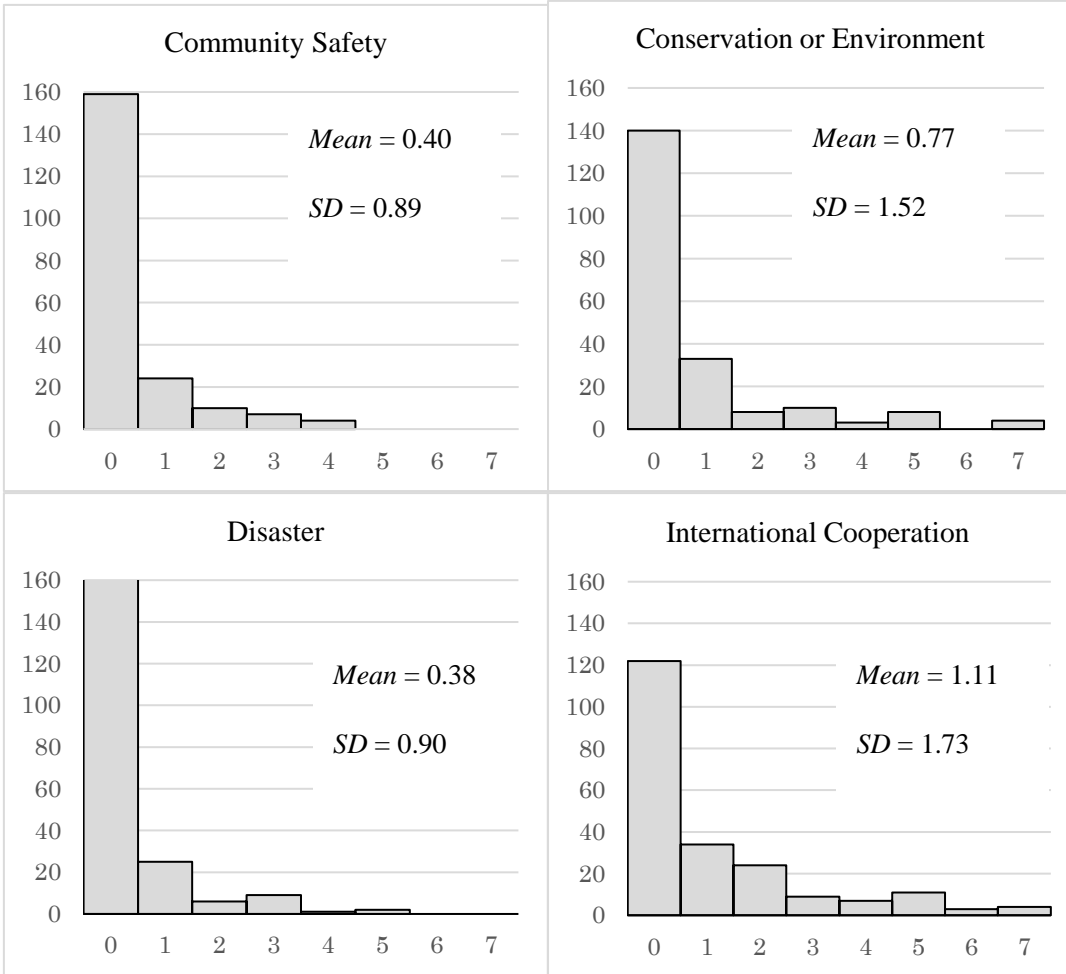 Community Safety
160
140
120
100
80
60
40
20
0
Mean = 0.40
SD = 0.89
0 1 2 3 4 5 6 7
Conservation or Environment
160
140
120
100
80
60
40
20
0
Mean = 0.77
SD = 1.52
0 1 2 3 4 5 6 7
Disaster
160
140
120
100
80
60
40
20
0
Mean = 0.38
SD = 0.90
0 1 2 3 4 5 6 7
International Cooperation
160
140
120
100
80
60
40
20
0
Mean = 1.11
SD = 1.73
0 1 2 3 4 5 6 7